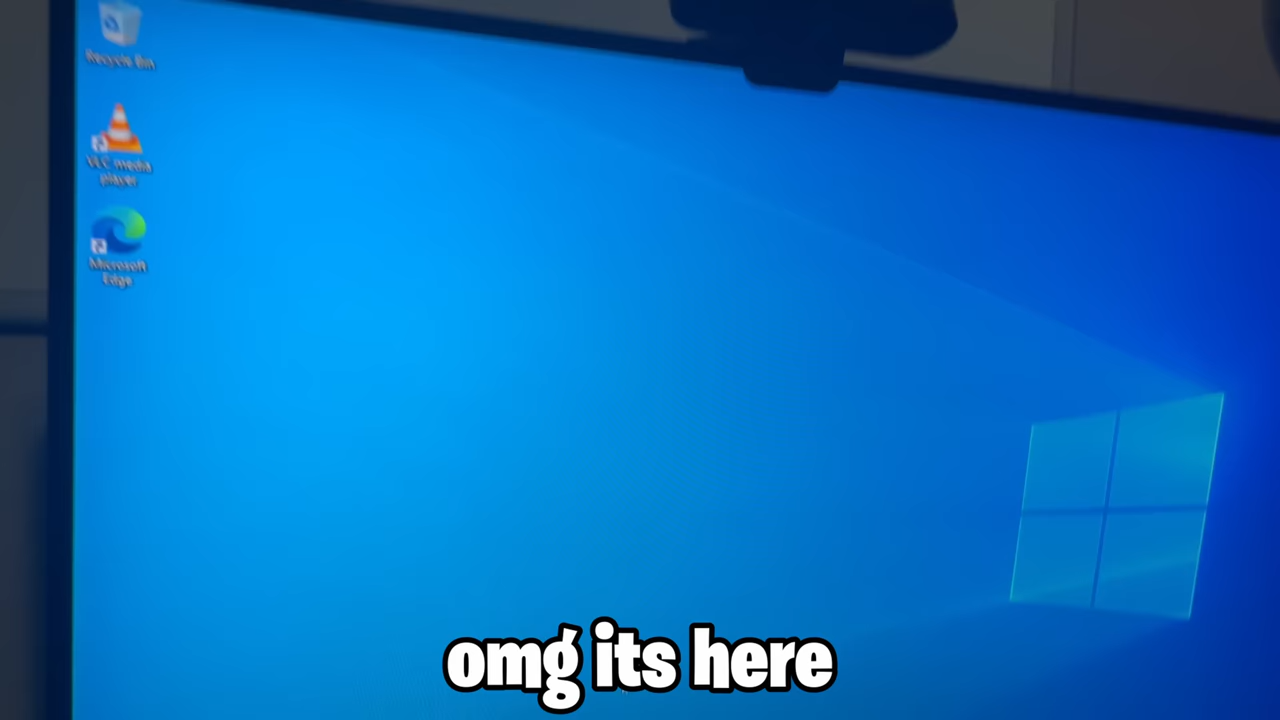 Recycle Bin
VLC media
player
Microsoft
Edge
omg its here